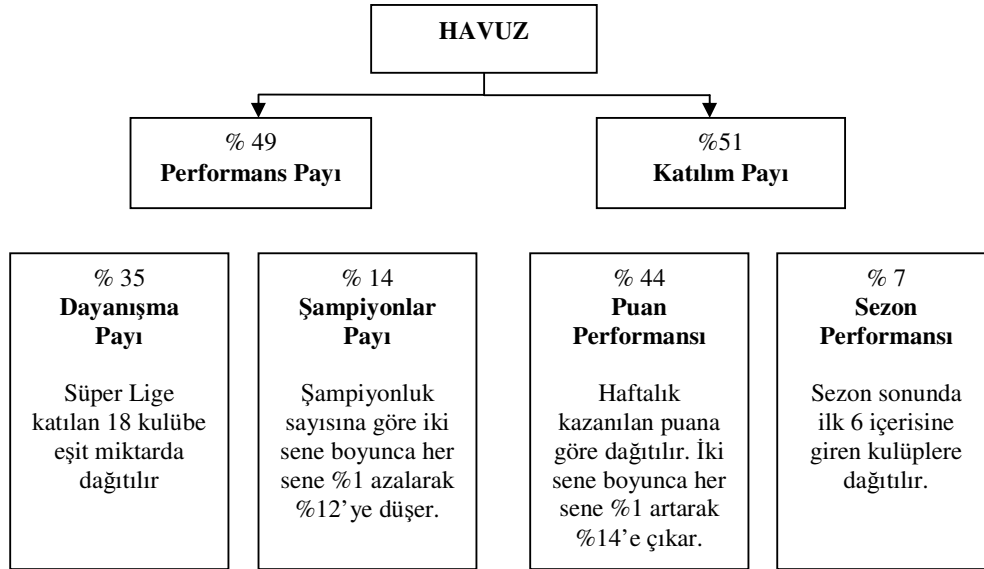 HAVUZ
% 49
Performans Payı
%51
Katılım Payı
% 35
Dayanışma
Payı
Süper Lige
katılan 18 kulübe
eşit miktarda
dağıtılır
% 14
Şampiyonlar
Payı
Şampiyonluk
sayısına göre iki
sene boyunca her
sene %1 azalarak
%12’ye düşer.
% 44
Puan
Performansı
Haftalık
kazanılan puana
göre dağıtılır. İki
sene boyunca her
sene %1 artarak
%14’e çıkar.
% 7
Sezon
Performansı
Sezon sonunda
ilk 6 içerisine
giren kulüplere
dağıtılır.